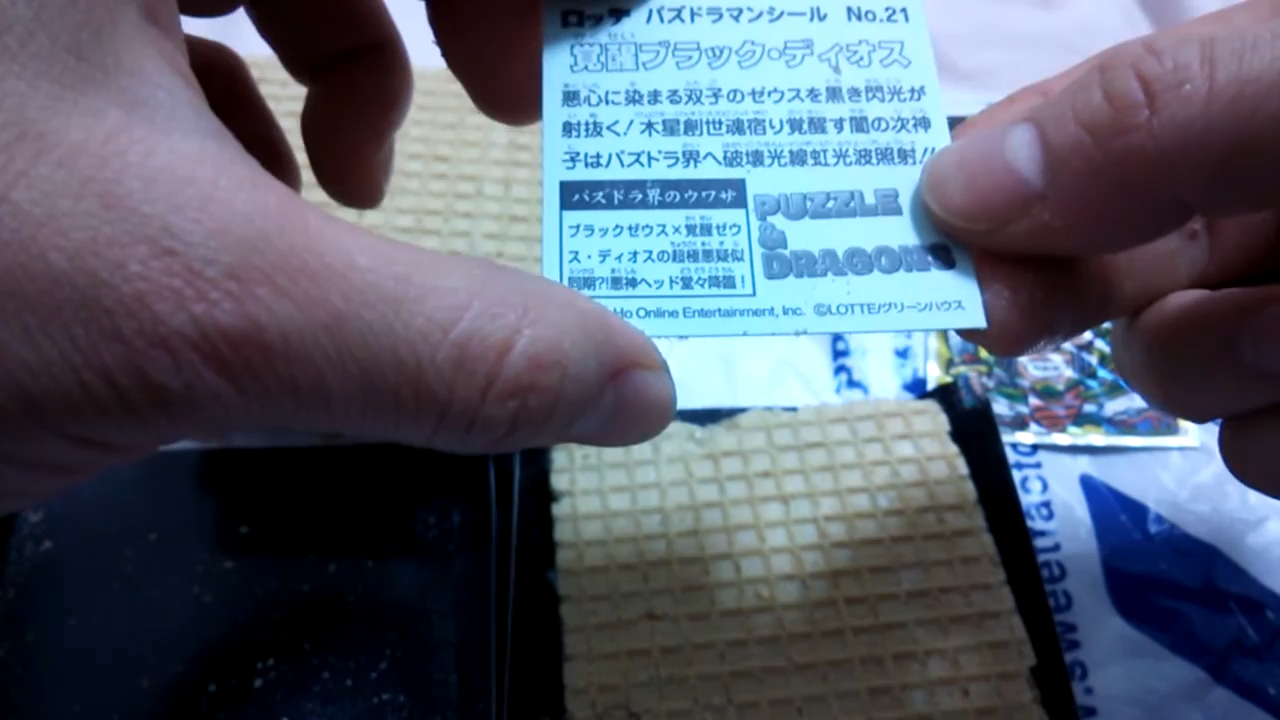 ロッテ パズドラマンシール No.21
覚醒ブラック・ディオス
悪心に染まる双子のゼウスを黒き閃光が
射抜く! 木星創世魂宿り覚醒す闇の次神
子はパズドラ界へ破壊光線虹光波照射!!
パズドラ界のウワサ
ブラックゼウス×覚醒ゼウ
ス・ディオスの超極悪疑似
同期?!悪神ヘッド堂々降臨!
PUZZLE
&
DRAGONS
Ho Online Entertainment, Inc. ©LOTTE/グリーンハウス